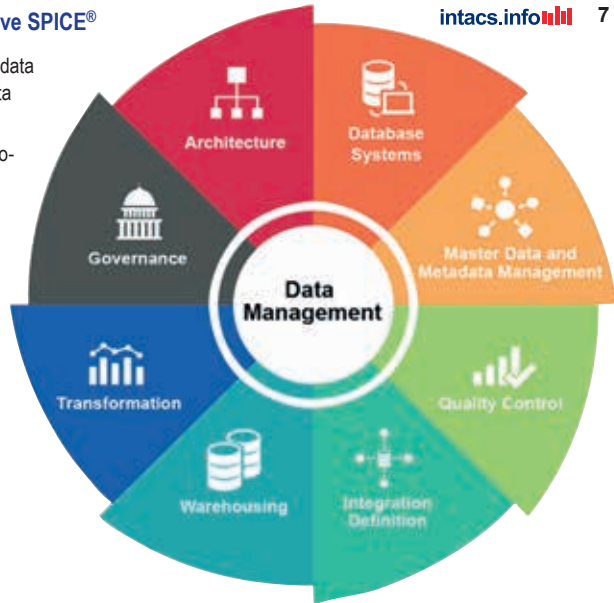 ve SPICE®
intacs.info 7
data
ta
o-
Architecture
Database
Systems
Governance
Master Data and
Metadata Management
Data
Management
Transformation
Quality Control
Warehousing
Integration
Definition